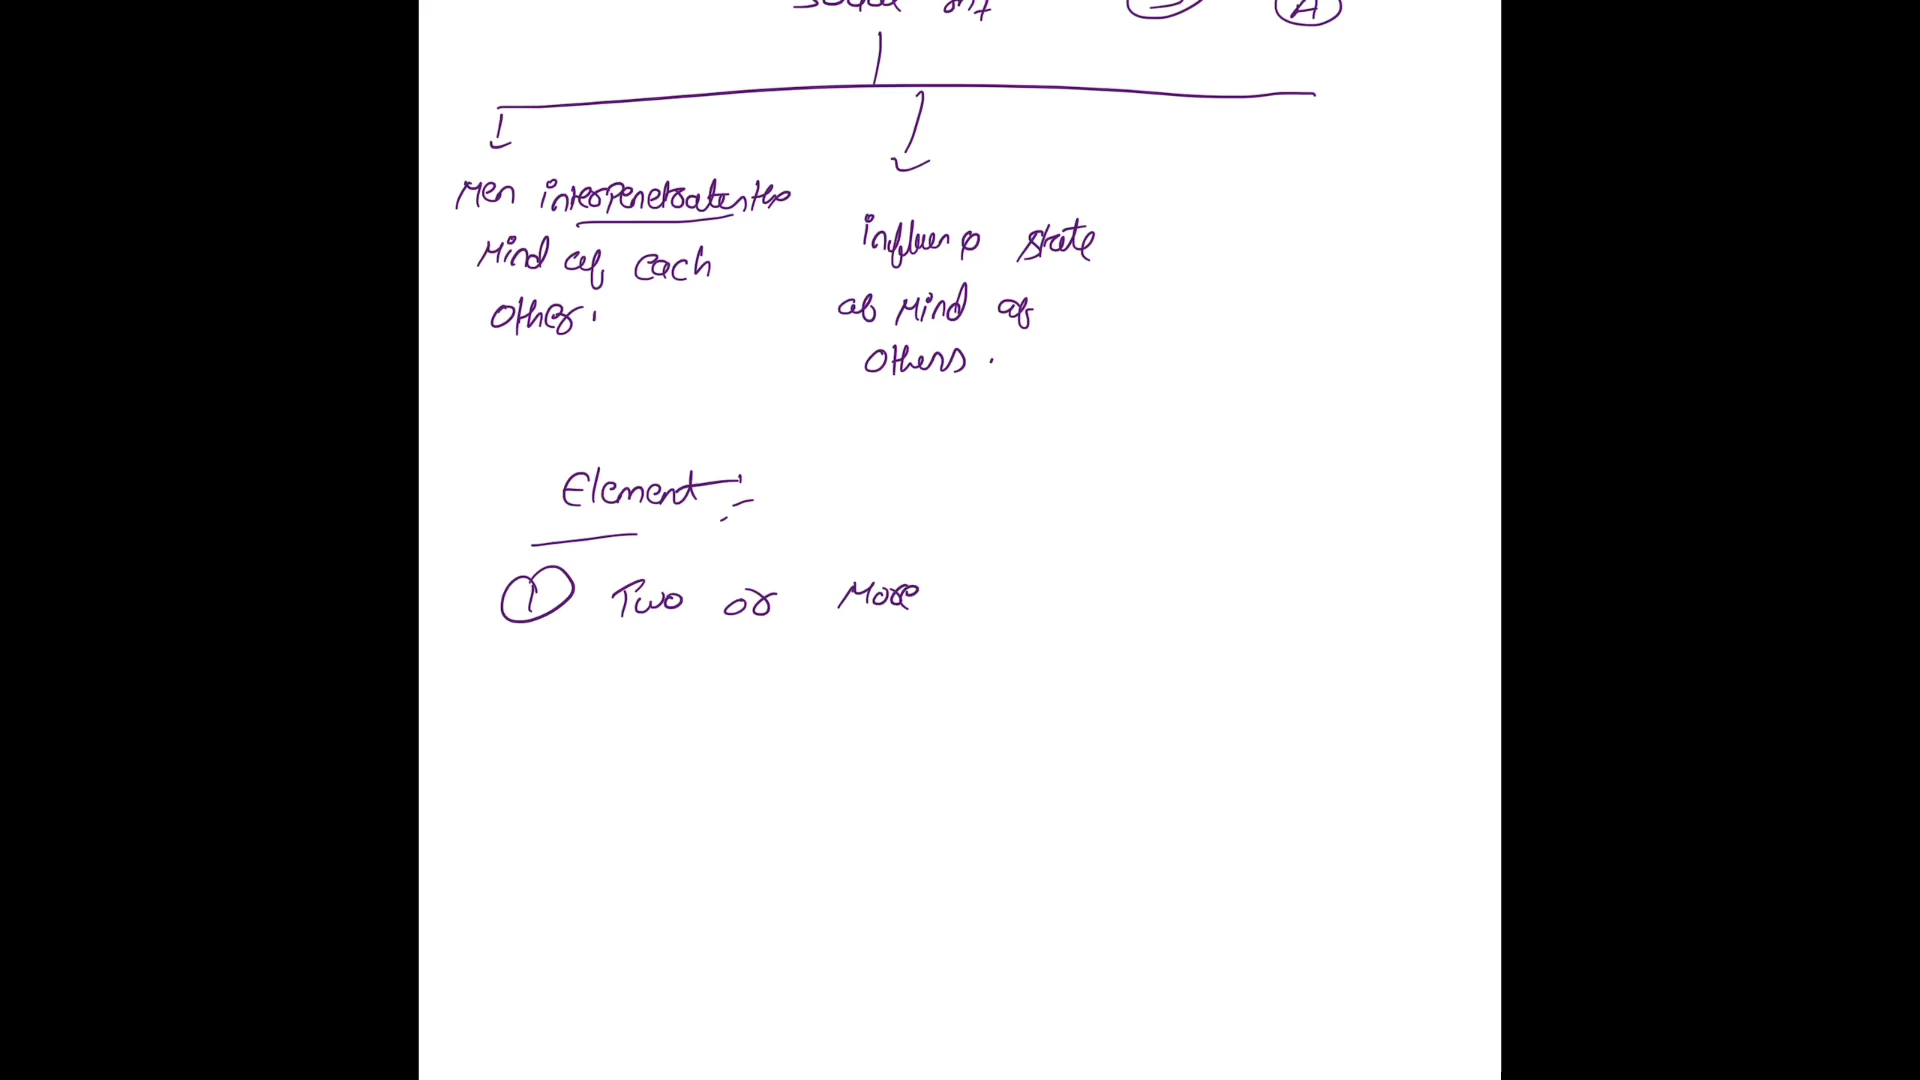 A
Men interpenetrates the
Mind of each
other.
influence state
of Mind of
others.
Element :-
① Two or More